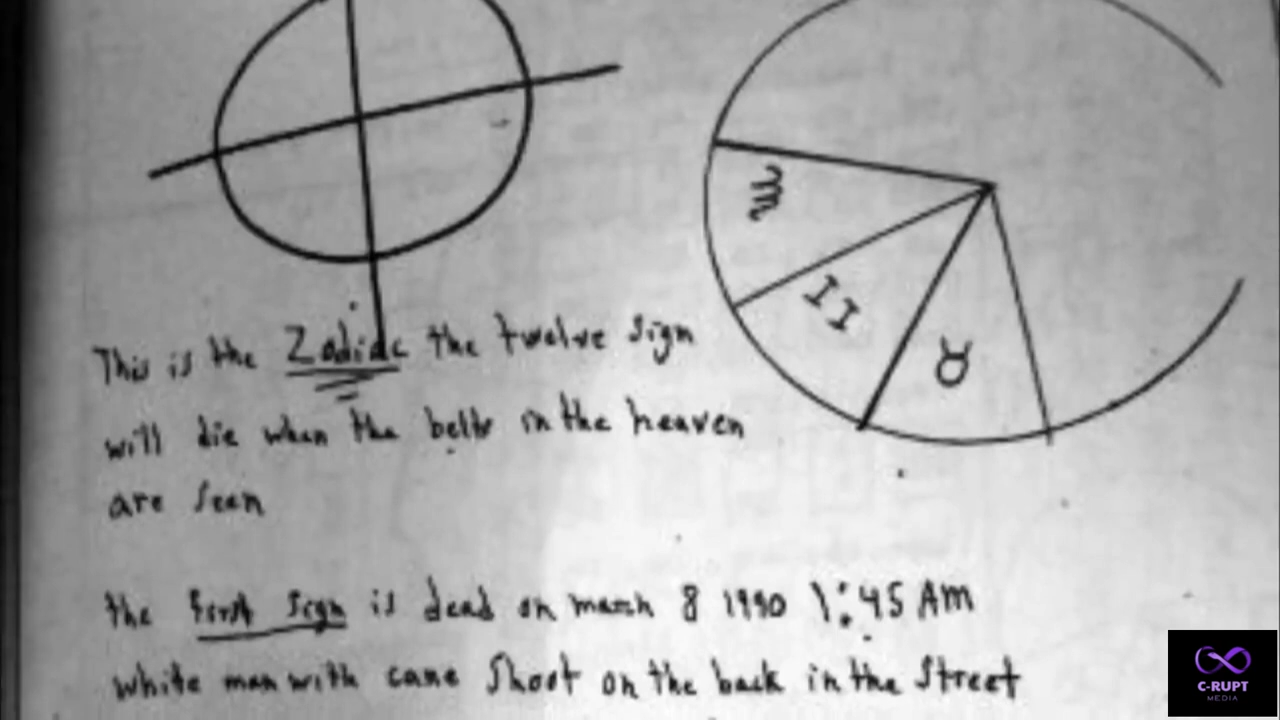 This is the Zodiac the twelve sign
will die when the belts in the heaven
are seen
the first sign is dead on march 8 1990 1:45 AM
white man with cane shoot on the back in the street
♏
II
♉
C-RUPT
MEDIA